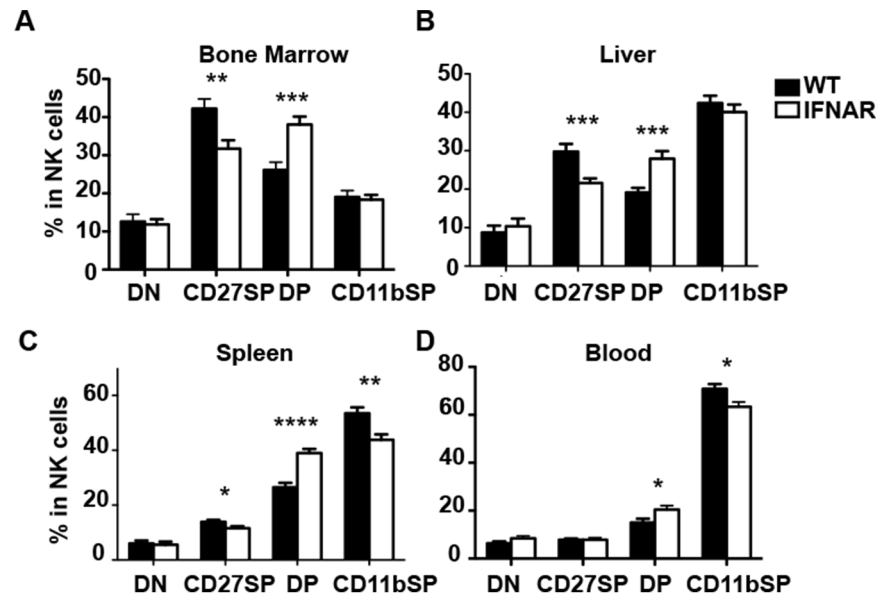 A
Bone Marrow
% in NK cells
50
40
30
20
10
0
**
***
DN
CD27SP
DP
CD11bSP
B
Liver
50
40
30
20
10
0
***
***
DN
CD27SP
DP
CD11bSP
WT
IFNAR
C
Spleen
% in NK cells
60
40
20
0
*
****
**
DN
CD27SP
DP
CD11bSP
D
Blood
80
60
40
20
0
*
*
DN
CD27SP
DP
CD11bSP